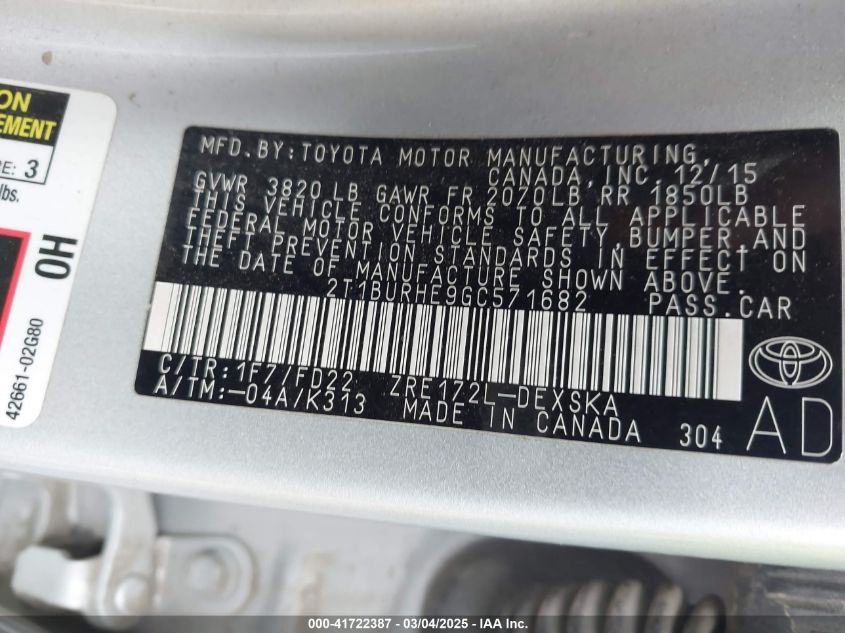 ON
EMENT
E: 3
lbs.
OH
42661-02G80
MFD. BY: TOYOTA MOTOR MANUFACTURING,
CANADA, INC. 12/15
GVWR 3820 LB GAWR FR 2070LB RR 1850LB
THIS VEHICLE CONFORMS TO ALL APPLICABLE
FEDERAL MOTOR VEHICLE SAFETY, BUMPER, AND
THEFT PREVENTION STANDARDS IN EFFECT ON
THE DATE OF MANUFACTURE SHOWN ABOVE.
2T1BURHE9GC571682 PASS.CAR
C/TR:1F7/FD22 ZRE172L-DEXSKA
A/TM:-04A/K313 MADE IN CANADA 304
AD
000-41722387 - 03/04/2025 - IAA Inc.